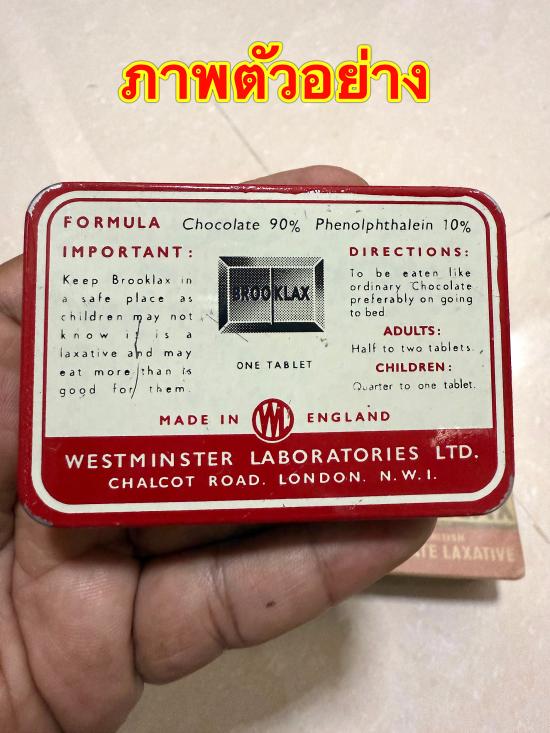 ภาพตัวอย่าง
FORMULA Chocolate 90% Phenolphthalein 10%
IMPORTANT:
Keep Brooklax in
a safe place as
children may not
know it is a
laxative and may
eat more than is
good for them.
BROOKLAX
ONE TABLET
DIRECTIONS:
To be eaten like
ordinary Chocolate
preferably on going
to bed
ADULTS:
Half to two tablets.
CHILDREN:
Quarter to one tablet.
MADE IN WL ENGLAND
WESTMINSTER LABORATORIES LTD.
CHALCOT ROAD. LONDON. N.W.I.
LAXATIVE